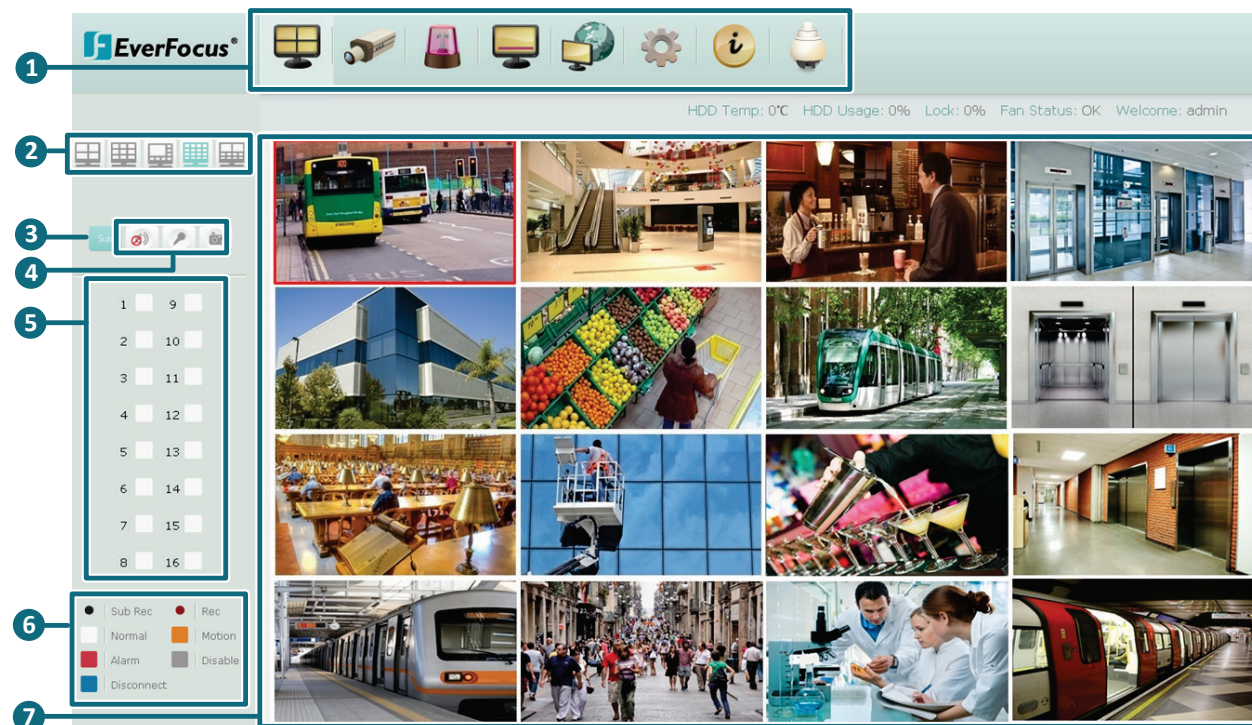 EverFocus®
1
HDD Temp: 0℃ HDD Usage: 0% Lock: 0% Fan Status: OK Welcome: admin
2
3
Sub
4
5
1 9
2 10
3 11
4 12
5 13
6 14
7 15
8 16
6
Sub Rec Rec
Normal Motion
Alarm Disable
Disconnect
7